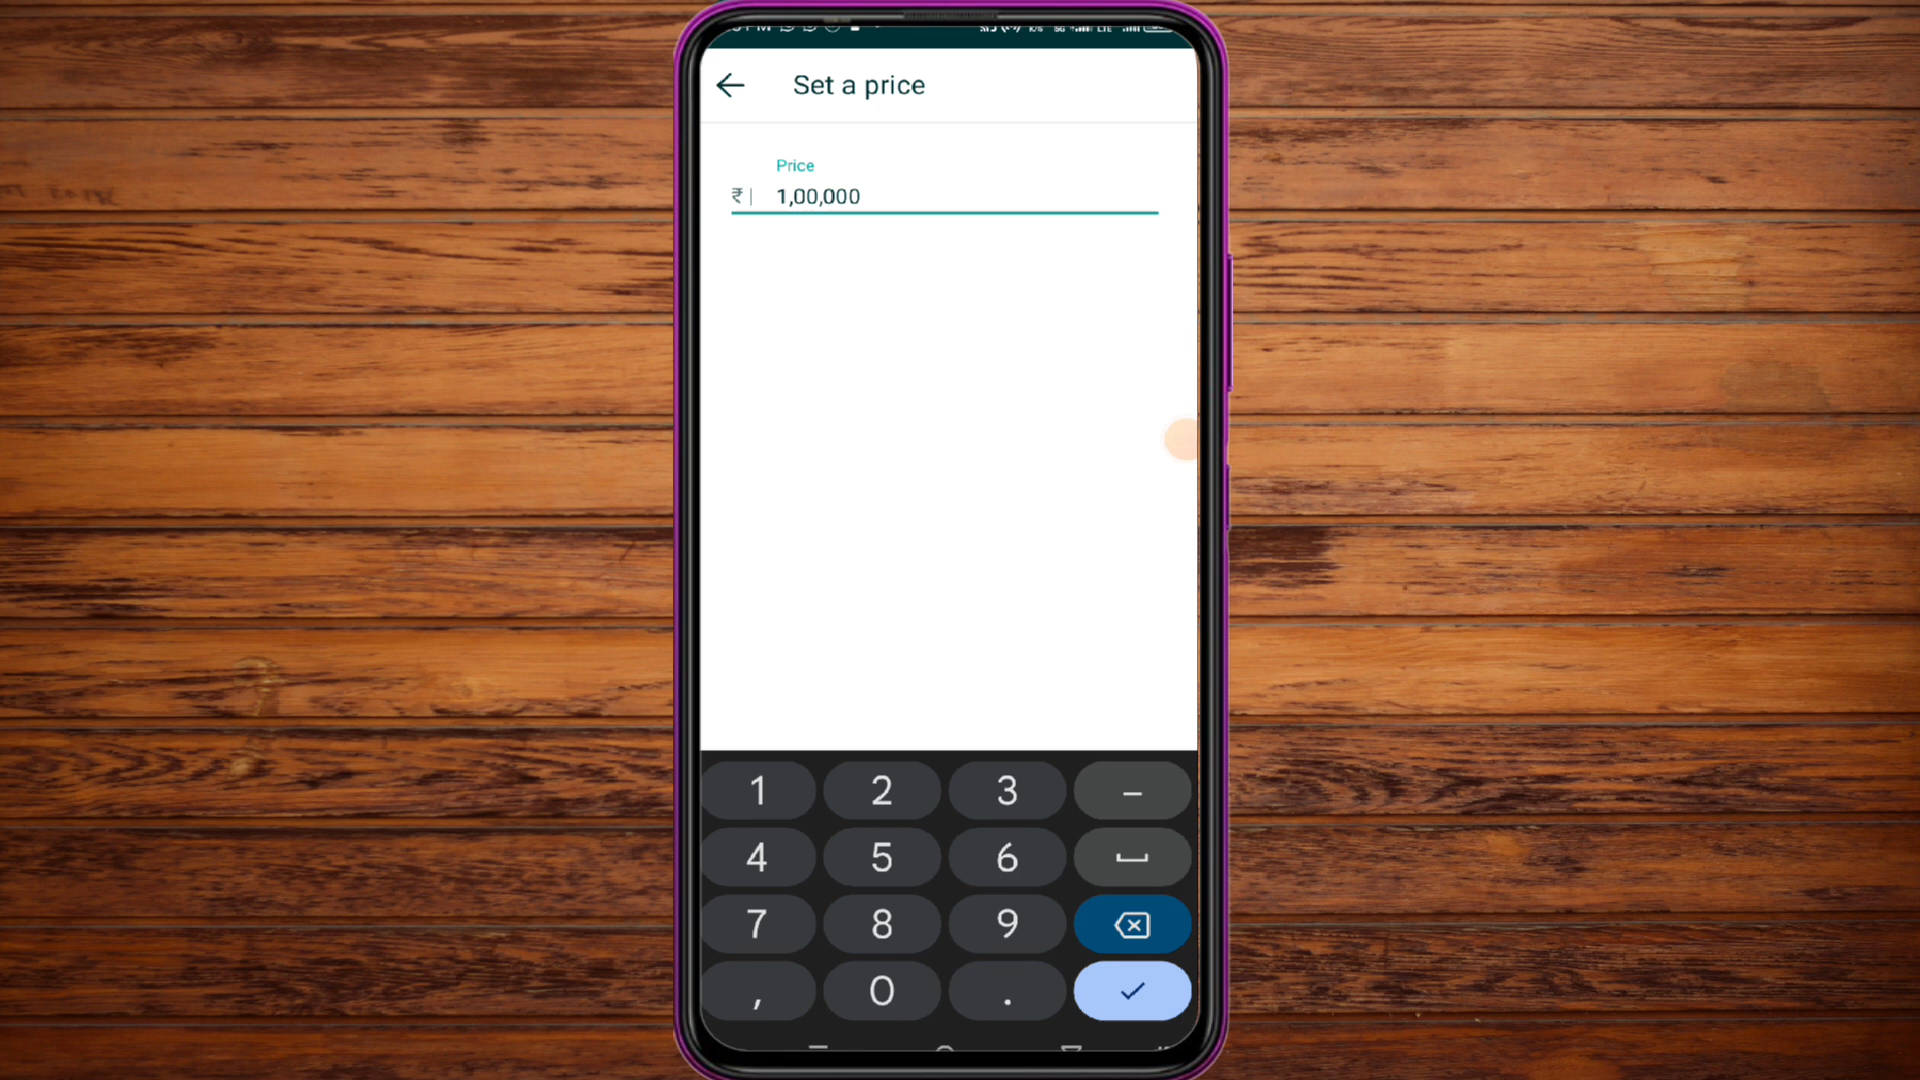 Set a price
Price
₹ | 1,00,000
1 2 3 –
4 5 6
7 8 9
, 0 .